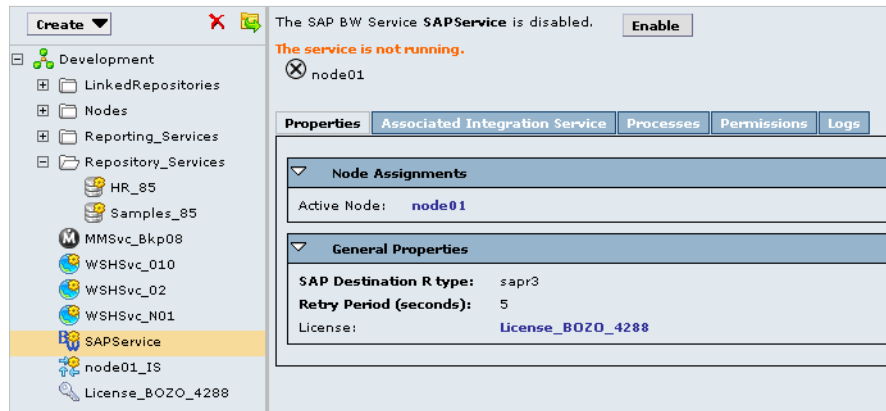 Create
Development
LinkedRepositories
Nodes
Reporting_Services
Repository_Services
HR_85
Samples_85
MMSvc_Bkp08
WSHSvc_010
WSHSvc_02
WSHSvc_N01
SAPService
node01_IS
License_BOZO_4288
The SAP BW Service SAPService is disabled.
Enable
The service is not running.
node01
Properties Associated Integration Service Processes Permissions Logs
Node Assignments
Active Node: node01
General Properties
SAP Destination R type: sapr3
Retry Period (seconds): 5
License: License_BOZO_4288